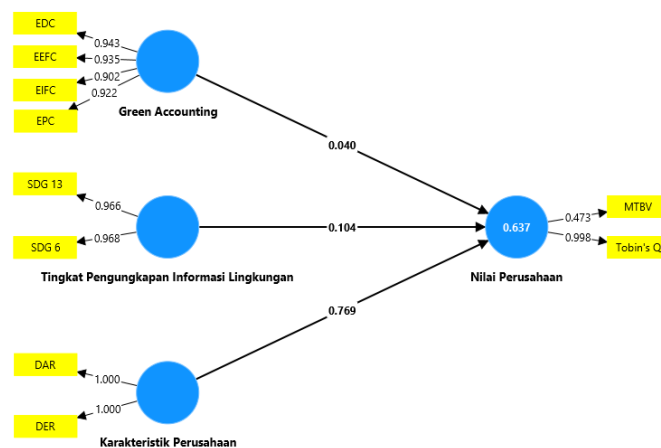 EDC
0.943
EEFC
0.935
EIFC
0.902
0.922
EPC
Green Accounting
0.040
SDG 13
0.966
SDG 6
0.968
0.104
Tingkat Pengungkapan Informasi Lingkungan
0.637
0.473
MTBV
0.998
Tobin's Q
Nilai Perusahaan
0.769
DAR
1.000
1.000
DER
Karakteristik Perusahaan